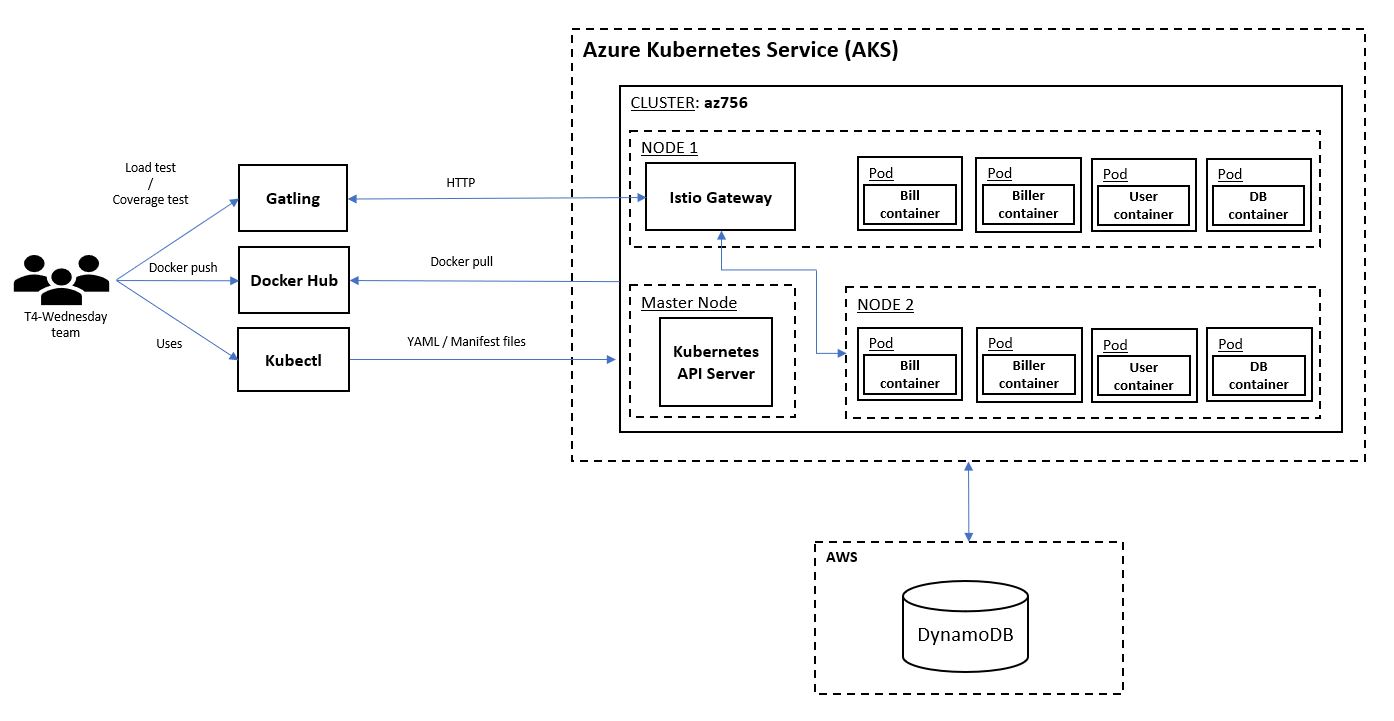 Azure Kubernetes Service (AKS)
CLUSTER: az756
NODE 1
Istio Gateway
Pod
Bill
container
Pod
Biller
container
Pod
User
container
Pod
DB
container
Load test
/
Coverage test
Gatling
HTTP
Docker push
Docker Hub
Docker pull
T4-Wednesday
team
Uses
Kubectl
YAML / Manifest files
Master Node
Kubernetes
API Server
NODE 2
Pod
Bill
container
Pod
Biller
container
Pod
User
container
Pod
DB
container
AWS
DynamoDB